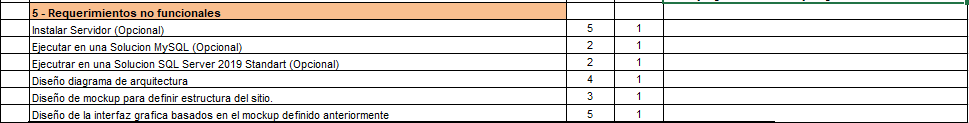 5 - Requerimientos no funcionales
Instalar Servidor (Opcional) 5 1
Ejecutar en una Solucion MySQL (Opcional) 2 1
Ejecutrar en una Solucion SQL Server 2019 Standart (Opcional) 2 1
Diseño diagrama de arquitectura 4 1
Diseño de mockup para definir estructura del sitio. 3 1
Diseño de la interfaz grafica basados en el mockup definido anteriormente 5 1